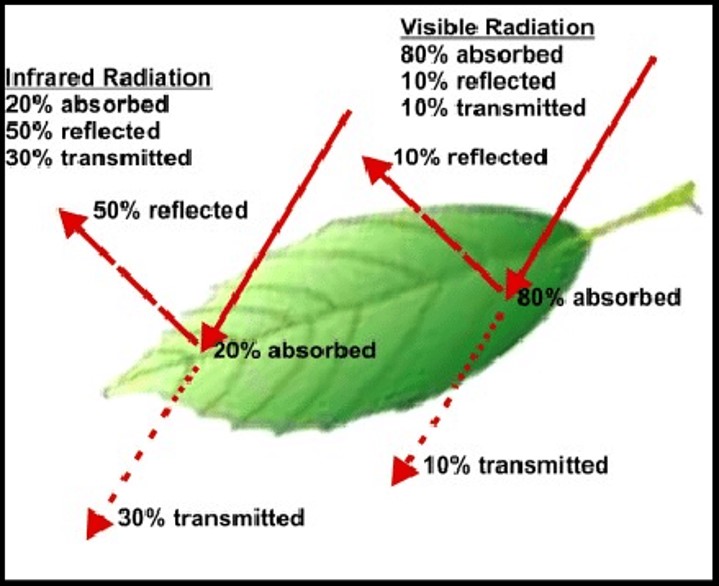 Infrared Radiation
20% absorbed
50% reflected
30% transmitted
Visible Radiation
80% absorbed
10% reflected
10% transmitted
10% reflected
50% reflected
80% absorbed
20% absorbed
10% transmitted
30% transmitted